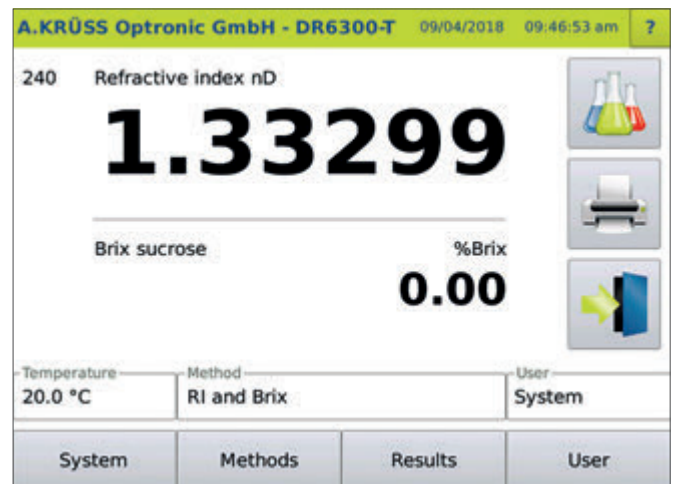 A.KRÜSS Optronic GmbH - DR6300-T 09/04/2018 09:46:53 am ?
240 Refractive index nD
1.33299
Brix sucrose %Brix
0.00
Temperature Method User
20.0 °C RI and Brix System
System Methods Results User